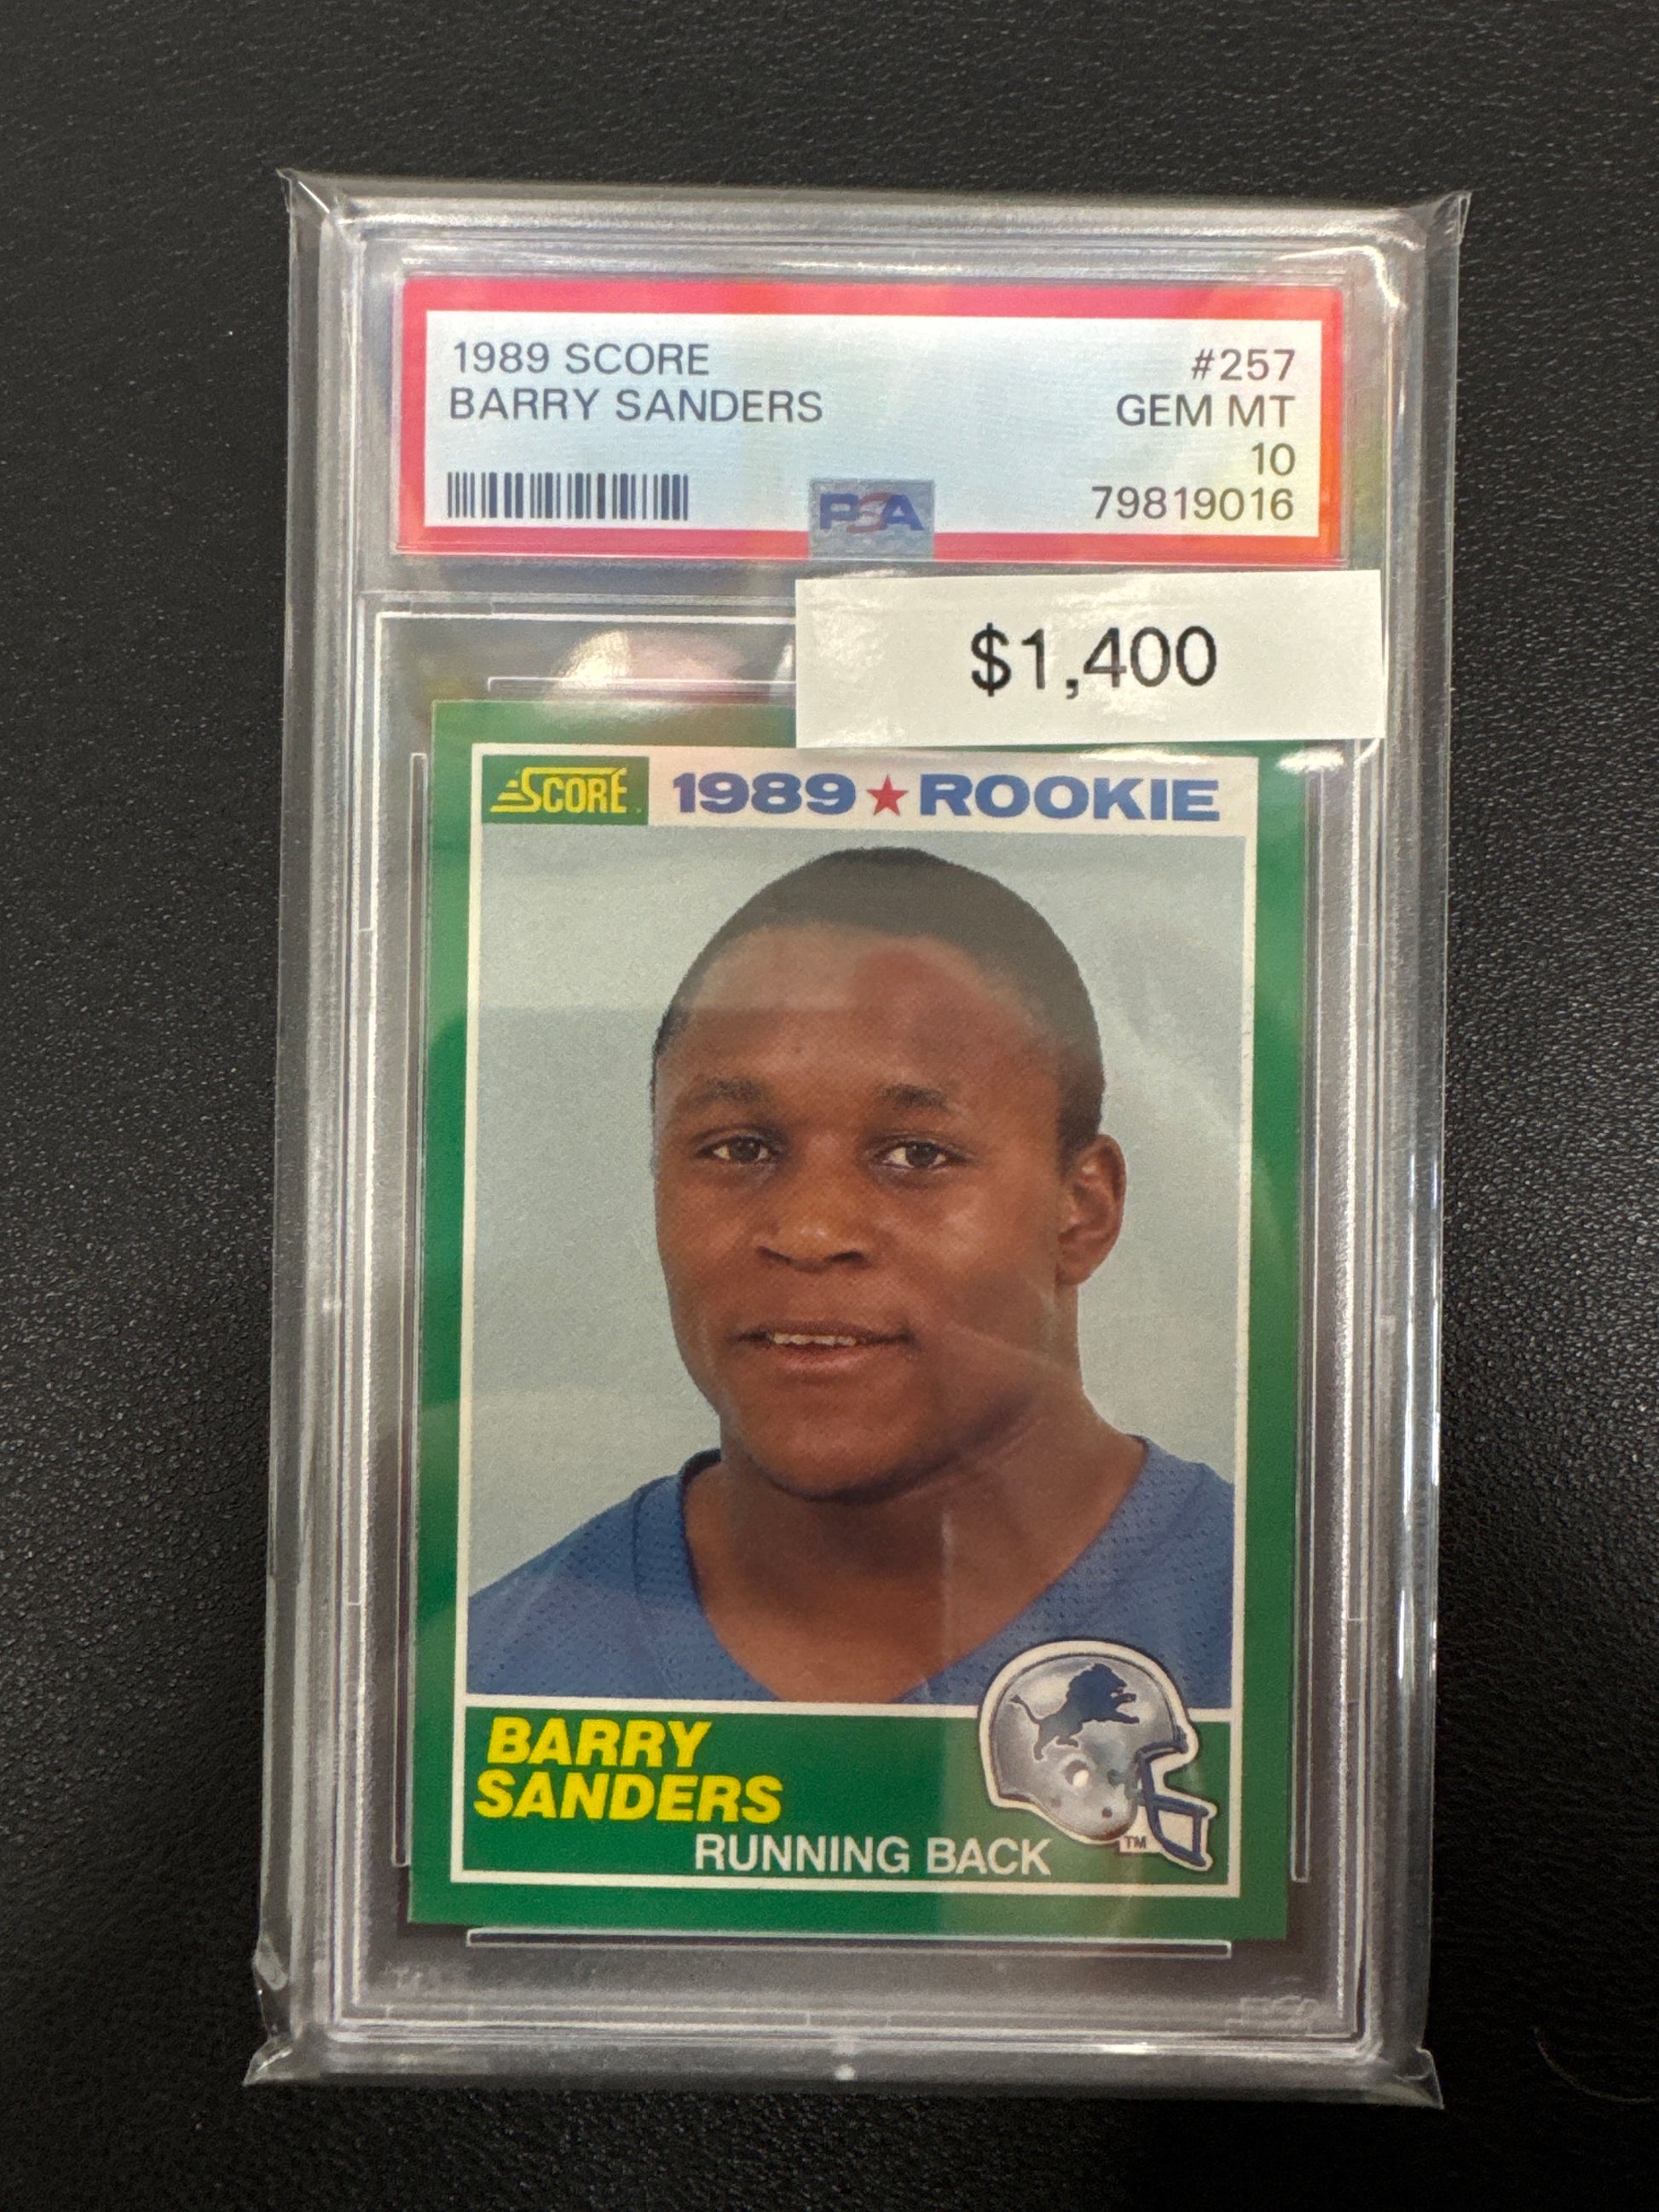 1989 SCORE #257
BARRY SANDERS GEM MT
10
PSA 79819016
$1,400
SCORE 1989 ★ ROOKIE
BARRY
SANDERS
RUNNING BACK
TM